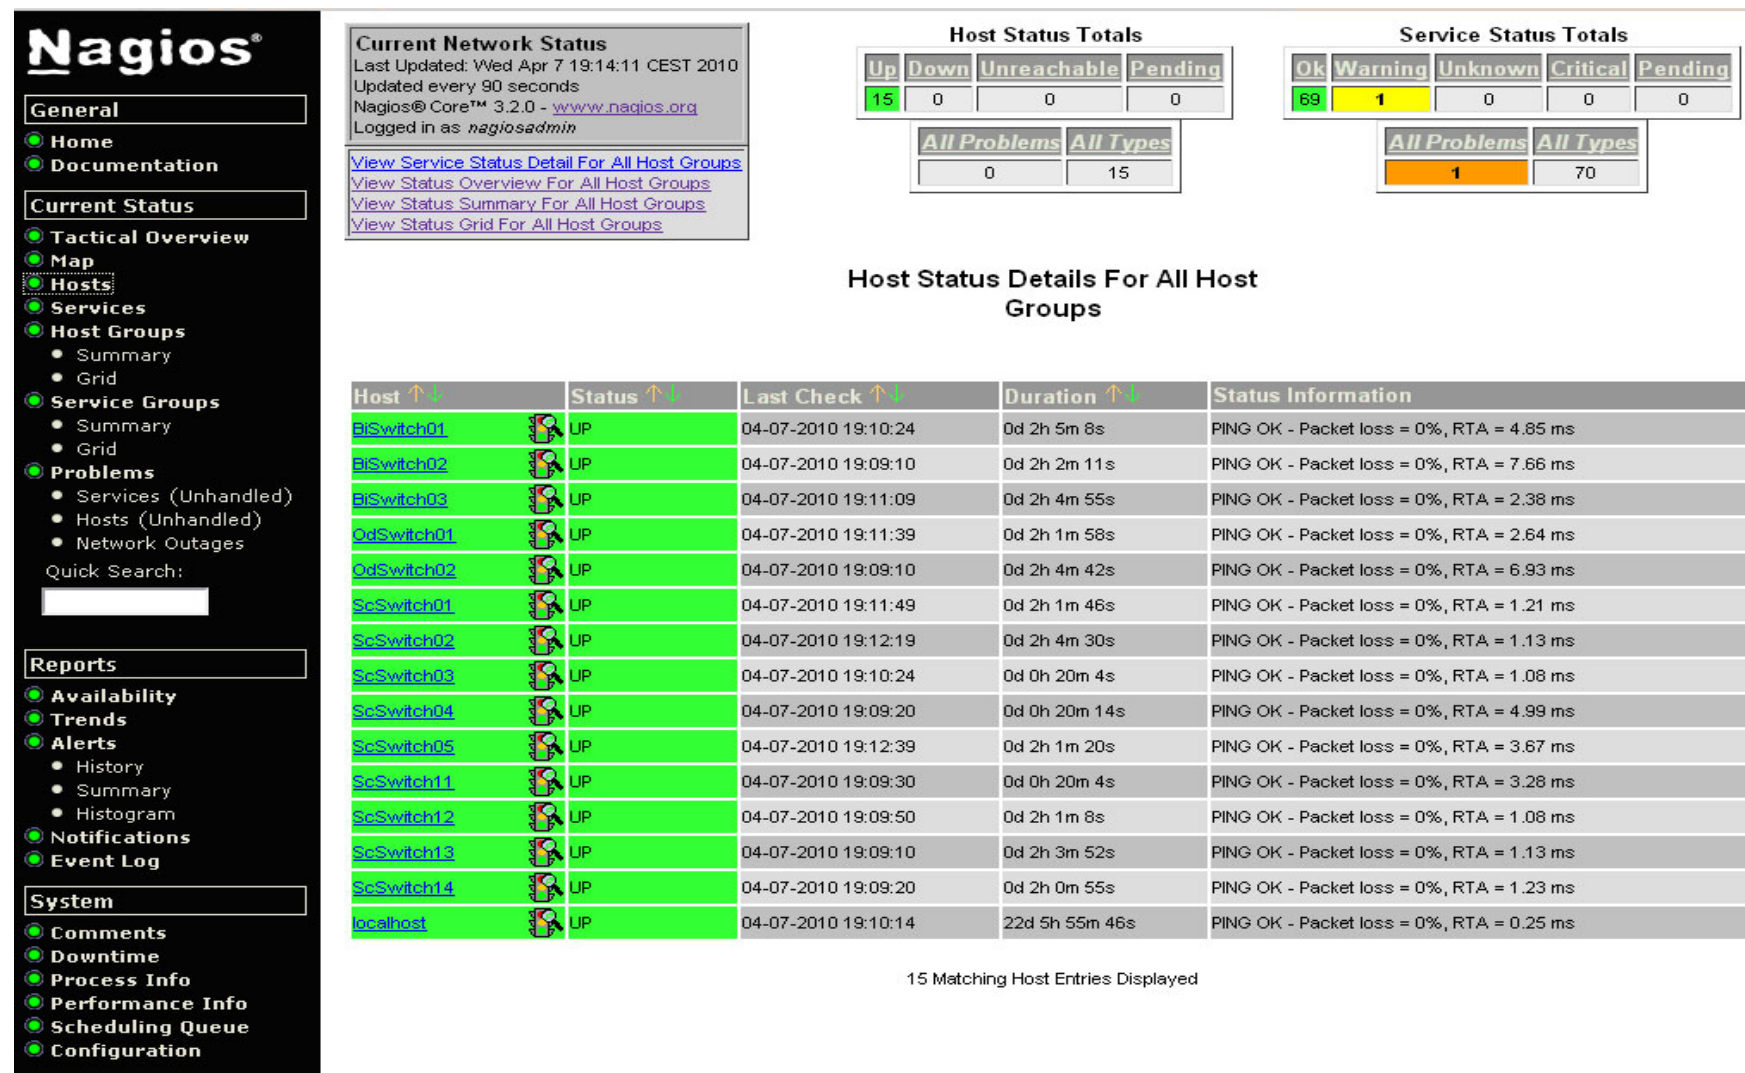 Nagios®
General
Home
Documentation
Current Status
Tactical Overview
Map
Hosts
Services
Host Groups
Summary
Grid
Service Groups
Summary
Grid
Problems
Services (Unhandled)
Hosts (Unhandled)
Network Outages
Quick Search:
Reports
Availability
Trends
Alerts
History
Summary
Histogram
Notifications
Event Log
System
Comments
Downtime
Process Info
Performance Info
Scheduling Queue
Configuration
Current Network Status
Last Updated: Wed Apr 7 19:14:11 CEST 2010
Updated every 90 seconds
Nagios® Core™ 3.2.0 - www.nagios.org
Logged in as nagiosadmin
View Service Status Detail For All Host Groups
View Status Overview For All Host Groups
View Status Summary For All Host Groups
View Status Grid For All Host Groups
Host Status Totals
Up Down Unreachable Pending
15 0 0 0
All Problems All Types
0 15
Service Status Totals
Ok Warning Unknown Critical Pending
69 1 0 0 0
All Problems All Types
1 70
Host Status Details For All Host
Groups
Host Status Last Check Duration Status Information
BiSwitch01 UP 04-07-2010 19:10:24 0d 2h 5m 8s PING OK - Packet loss = 0%, RTA = 4.85 ms
BiSwitch02 UP 04-07-2010 19:09:10 0d 2h 2m 11s PING OK - Packet loss = 0%, RTA = 7.66 ms
BiSwitch03 UP 04-07-2010 19:11:09 0d 2h 4m 55s PING OK - Packet loss = 0%, RTA = 2.38 ms
OdSwitch01 UP 04-07-2010 19:11:39 0d 2h 1m 58s PING OK - Packet loss = 0%, RTA = 2.64 ms
OdSwitch02 UP 04-07-2010 19:09:10 0d 2h 4m 42s PING OK - Packet loss = 0%, RTA = 6.93 ms
ScSwitch01 UP 04-07-2010 19:11:49 0d 2h 1m 46s PING OK - Packet loss = 0%, RTA = 1.21 ms
ScSwitch02 UP 04-07-2010 19:12:19 0d 2h 4m 30s PING OK - Packet loss = 0%, RTA = 1.13 ms
ScSwitch03 UP 04-07-2010 19:10:24 0d 0h 20m 4s PING OK - Packet loss = 0%, RTA = 1.08 ms
ScSwitch04 UP 04-07-2010 19:09:20 0d 0h 20m 14s PING OK - Packet loss = 0%, RTA = 4.99 ms
ScSwitch05 UP 04-07-2010 19:12:39 0d 2h 1m 20s PING OK - Packet loss = 0%, RTA = 3.67 ms
ScSwitch11 UP 04-07-2010 19:09:30 0d 0h 20m 4s PING OK - Packet loss = 0%, RTA = 3.28 ms
ScSwitch12 UP 04-07-2010 19:09:50 0d 2h 1m 8s PING OK - Packet loss = 0%, RTA = 1.08 ms
ScSwitch13 UP 04-07-2010 19:09:10 0d 2h 3m 52s PING OK - Packet loss = 0%, RTA = 1.13 ms
ScSwitch14 UP 04-07-2010 19:09:20 0d 2h 0m 55s PING OK - Packet loss = 0%, RTA = 1.23 ms
localhost UP 04-07-2010 19:10:14 22d 5h 55m 46s PING OK - Packet loss = 0%, RTA = 0.25 ms
15 Matching Host Entries Displayed